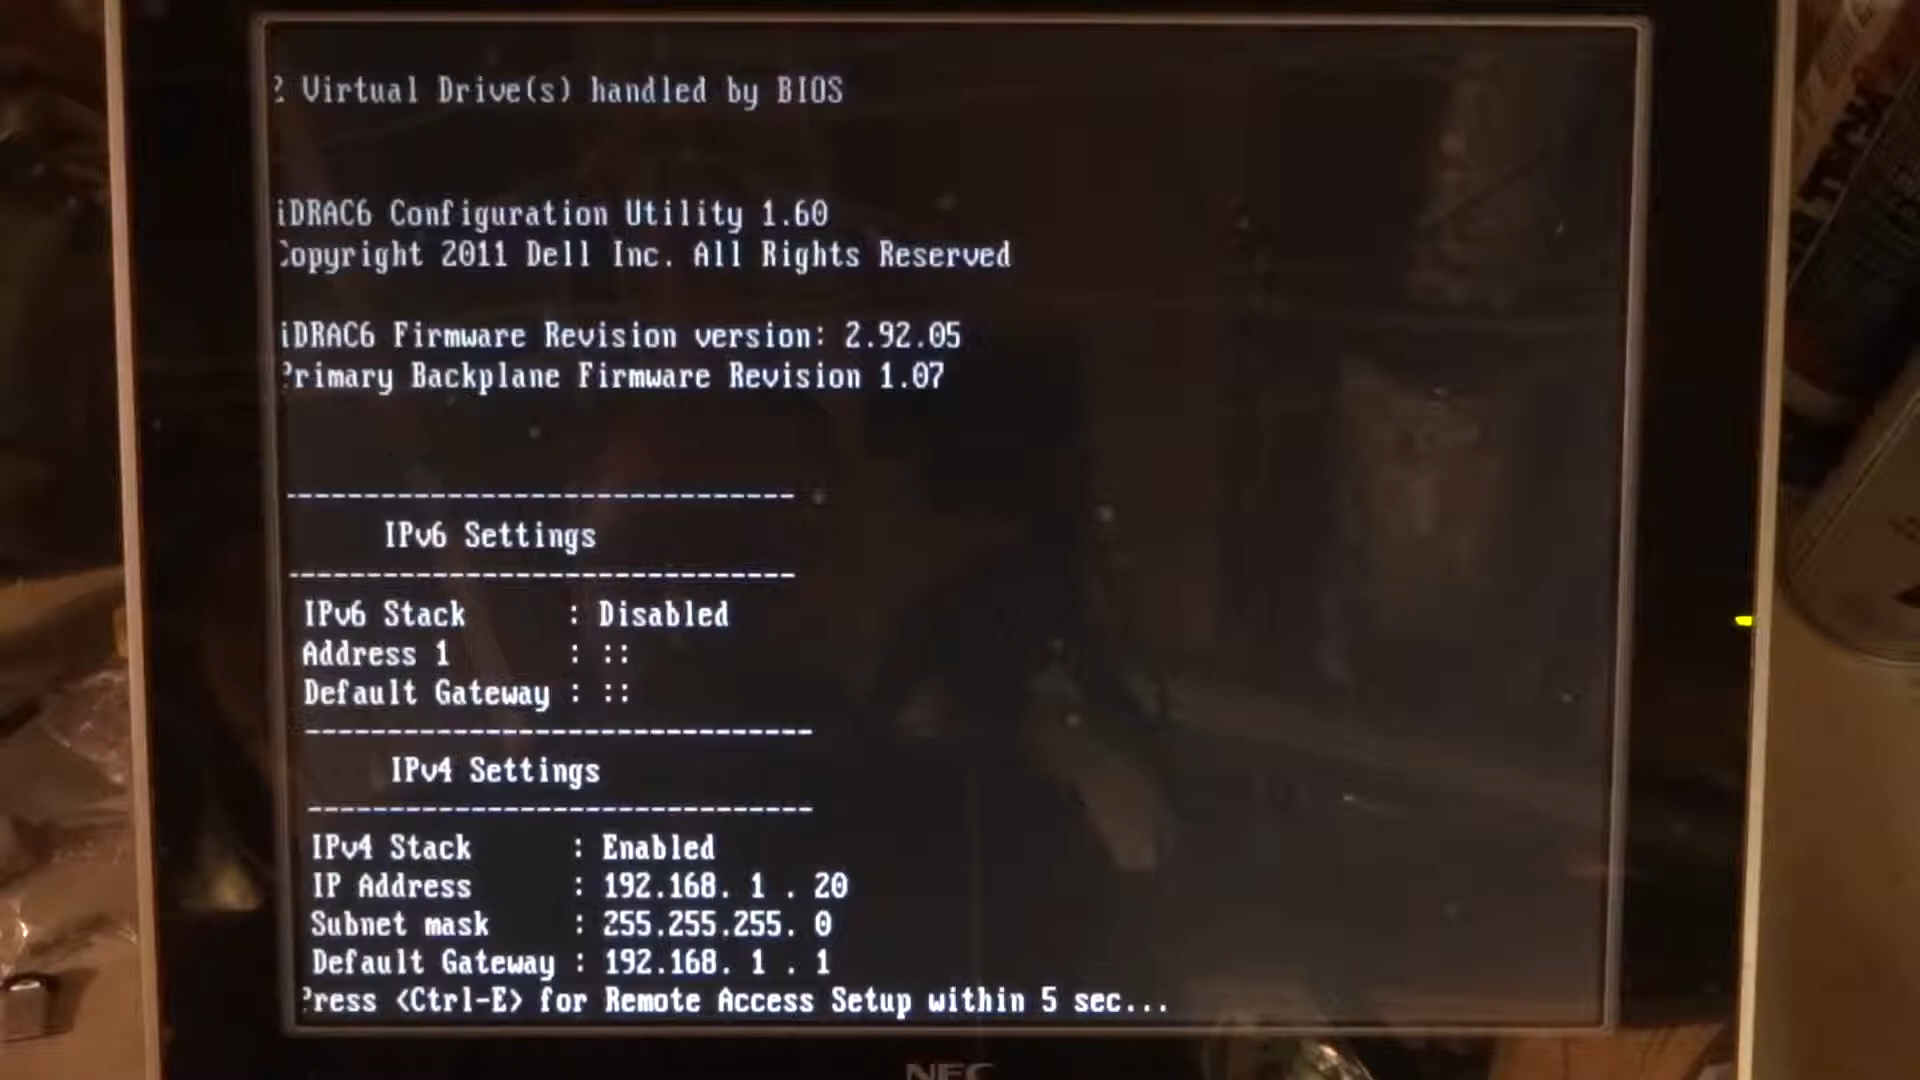 2 Virtual Drive(s) handled by BIOS
iDRAC6 Configuration Utility 1.60
Copyright 2011 Dell Inc. All Rights Reserved
iDRAC6 Firmware Revision version: 2.92.05
Primary Backplane Firmware Revision 1.07
------------------------------
IPv6 Settings
------------------------------
IPv6 Stack : Disabled
Address 1 : ::
Default Gateway : ::
------------------------------
IPv4 Settings
------------------------------
IPv4 Stack : Enabled
IP Address : 192.168. 1 . 20
Subnet mask : 255.255.255. 0
Default Gateway : 192.168. 1 . 1
Press <Ctrl-E> for Remote Access Setup within 5 sec...
NEC